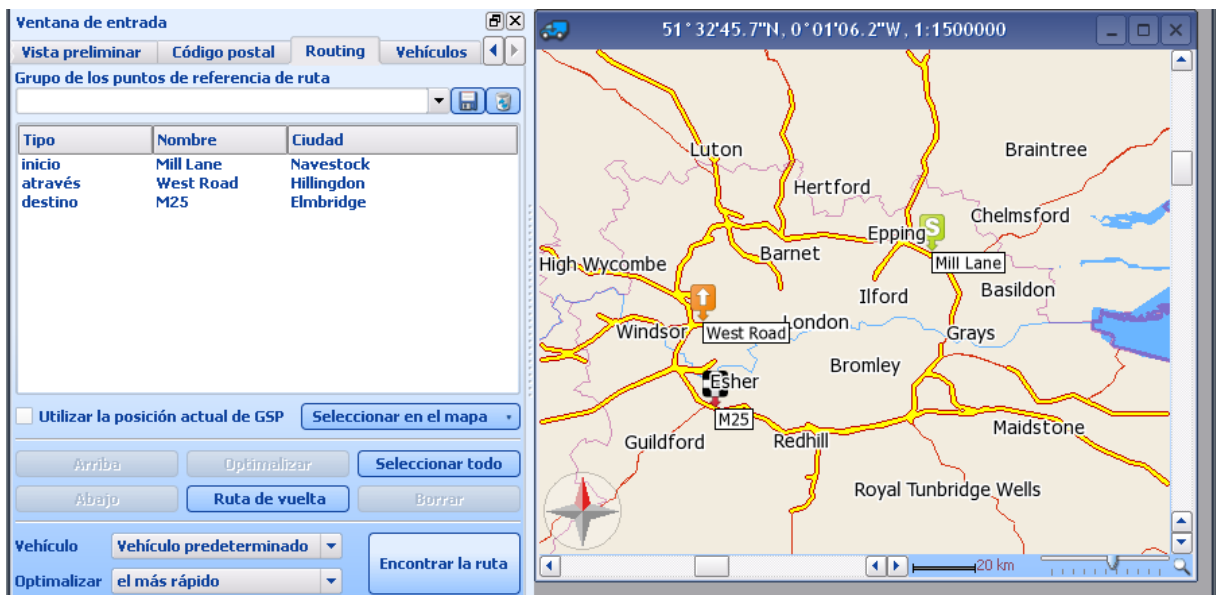 Ventana de entrada
Vista preliminar Código postal Routing Vehículos
Grupo de los puntos de referencia de ruta
Tipo Nombre Ciudad
inicio Mill Lane Navestock
através West Road Hillingdon
destino M25 Elmbridge
Utilizar la posición actual de GSP Seleccionar en el mapa
Arriba Optimalizar Seleccionar todo
Abajo Ruta de vuelta Borrar
Vehículo Vehículo predeterminado
Optimalizar el más rápido
Encontrar la ruta
51°32'45.7"N, 0°01'06.2"W, 1:1500000
Luton
Braintree
Hertford
Chelmsford
Epping
S
Barnet
Mill Lane
High Wycombe
Ilford
Basildon
Windsor
West Road
London
Grays
Bromley
Esher
M25
Maidstone
Guildford
Redhill
Royal Tunbridge Wells
20 km